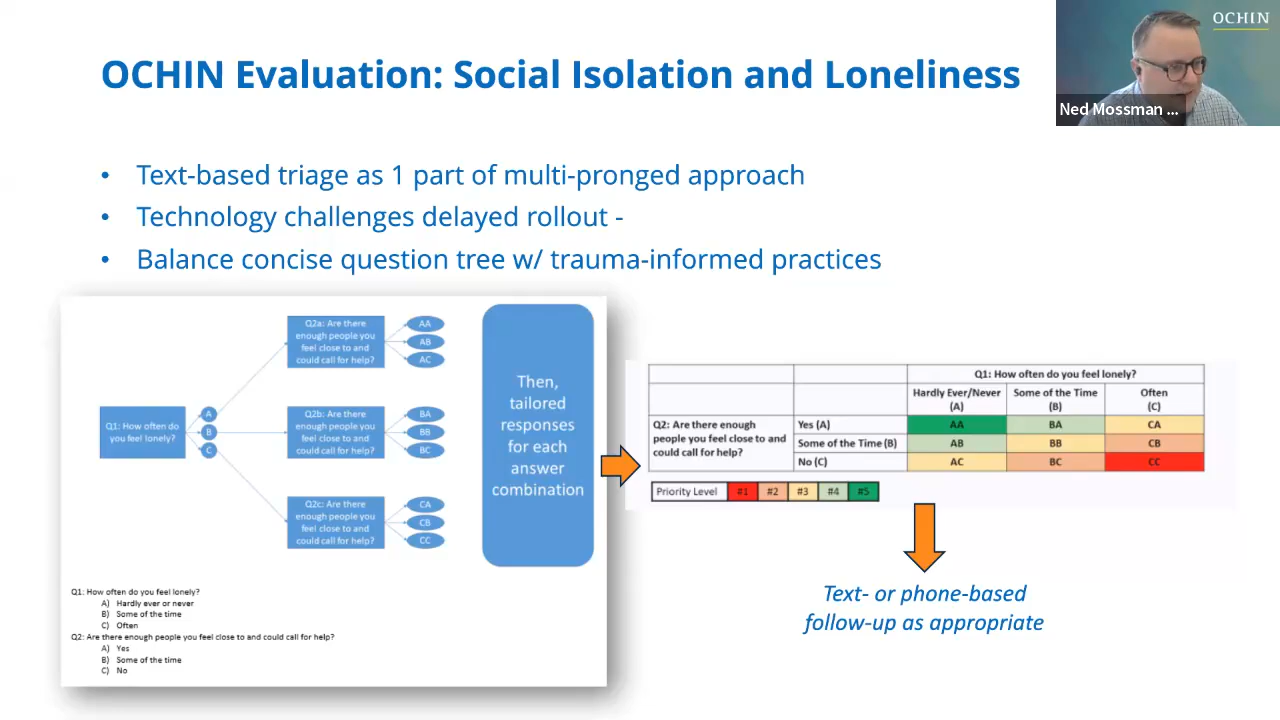 OCHIN
Ned Mossman ...
OCHIN Evaluation: Social Isolation and Loneliness
• Text-based triage as 1 part of multi-pronged approach
• Technology challenges delayed rollout -
• Balance concise question tree w/ trauma-informed practices
Q1: How often do
you feel lonely?
A
B
C
Q2a: Are there
enough people you
feel close to and
could call for help?
AA
AB
AC
Q2b: Are there
enough people you
feel close to and
could call for help?
BA
BB
BC
Q2c: Are there
enough people you
feel close to and
could call for help?
CA
CB
CC
Then,
tailored
responses
for each
answer
combination
Q1: How often do you feel lonely?
A) Hardly ever or never
B) Some of the time
C) Often
Q2: Are there enough people you feel close to and could call for help?
A) Yes
B) Some of the time
C) No
Q1: How often do you feel lonely?
Hardly Ever/Never
(A)
Some of the Time
(B)
Often
(C)
Q2: Are there enough
people you feel close to and
could call for help?
Yes (A) AA BA CA
Some of the Time (B) AB BB CB
No (C) AC BC CC
Priority Level #1 #2 #3 #4 #5
Text- or phone-based
follow-up as appropriate